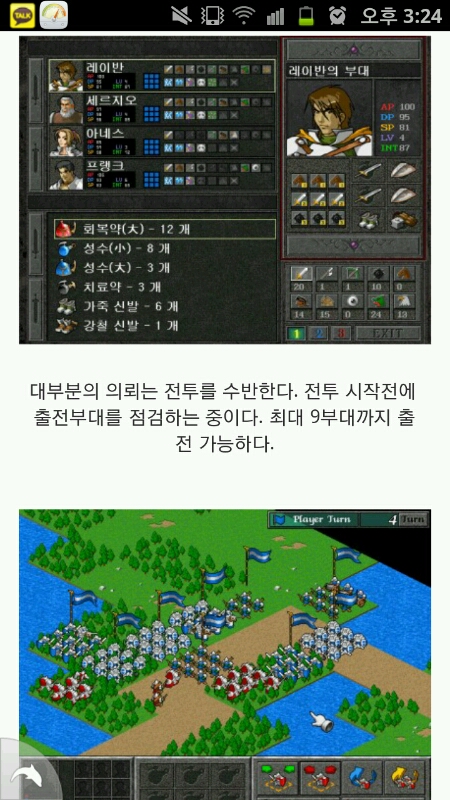 TALK
오후 3:24
레이반
세르지오
아네스
프랭크
레이반의 부대
AP 100
DP 95
SP 81
LV 4
INT 87
회복약(大) - 12 개
성수(小) - 8 개
성수(大) - 3 개
치료약 - 3 개
가죽 신발 - 6 개
강철 신발 - 1 개
20 1 1 10 0
14 15 0 24 13
1 2 3 EXIT
대부분의 의뢰는 전투를 수반한다. 전투 시작전에
출전부대를 점검하는 중이다. 최대 9부대까지 출
전 가능하다.
Player Turn 4 Turn